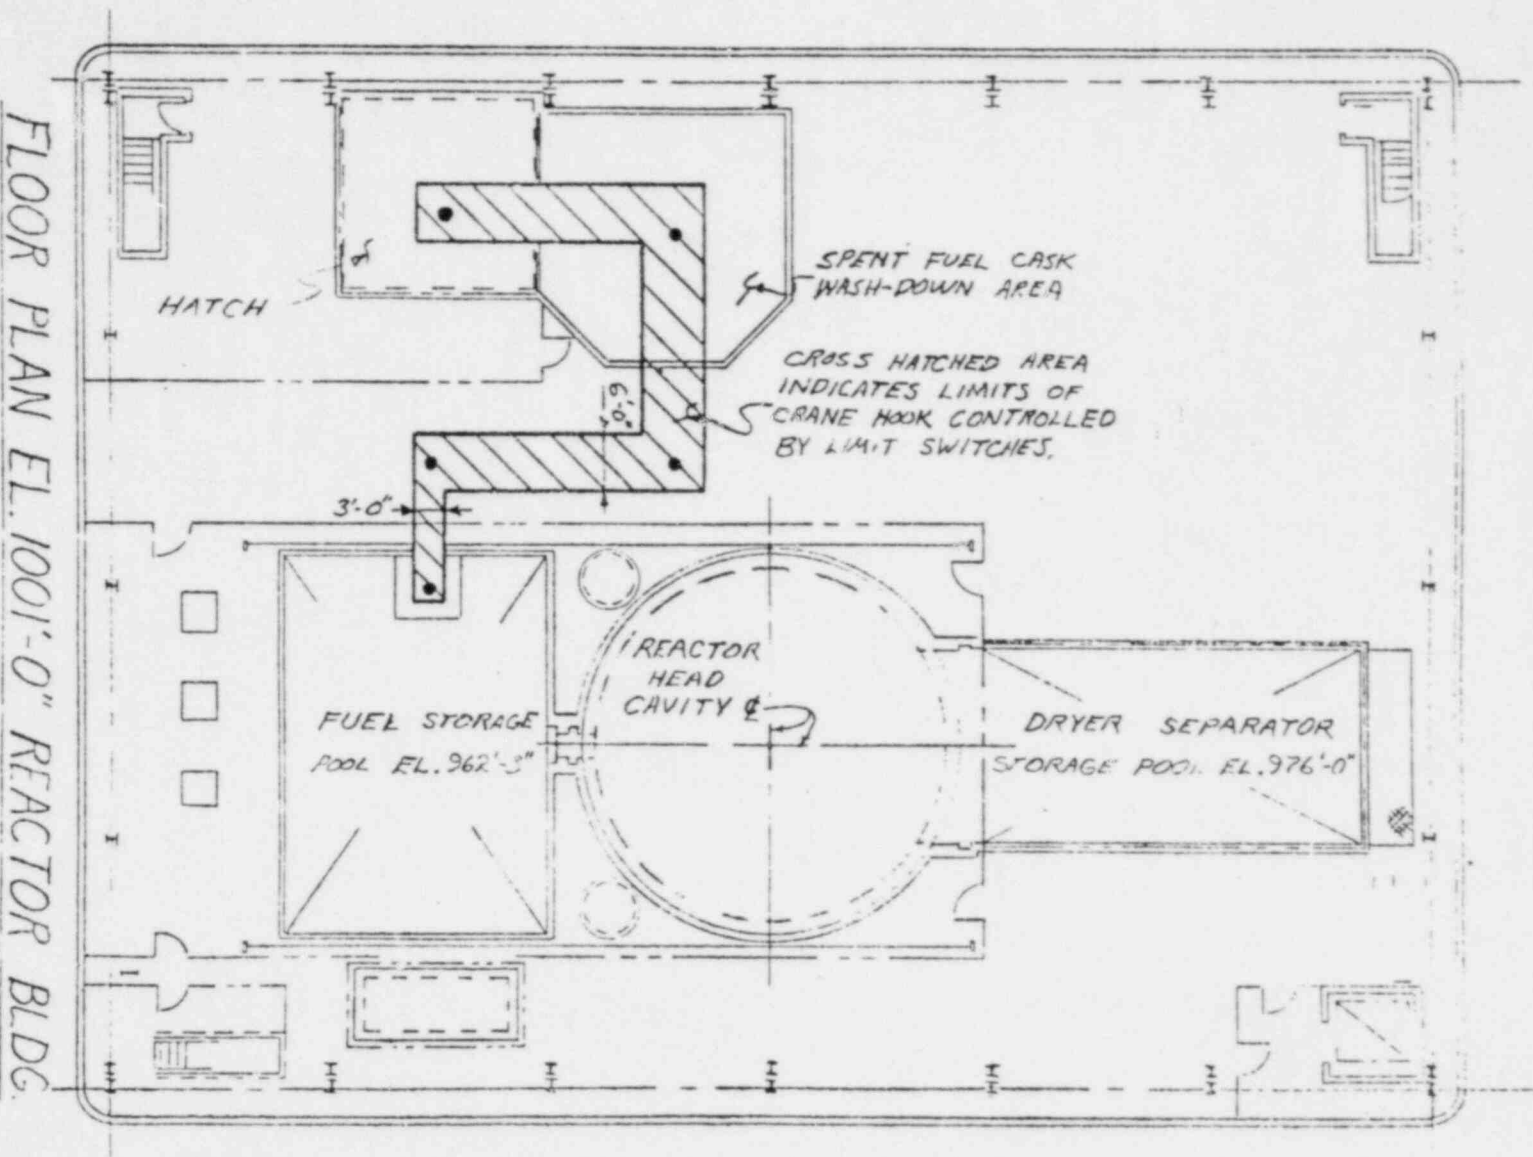 FLOOR PLAN EL. 1001'-0" REACTOR BLDG.
HATCH
SPENT FUEL CASK
WASH-DOWN AREA
CROSS HATCHED AREA
INDICATES LIMITS OF
CRANE HOOK CONTROLLED
BY LIMIT SWITCHES.
6'-0"
3'-0"
REACTOR
HEAD
CAVITY ℄
FUEL STORAGE
POOL EL. 962'-3"
DRYER SEPARATOR
STORAGE POOL EL. 976'-0"